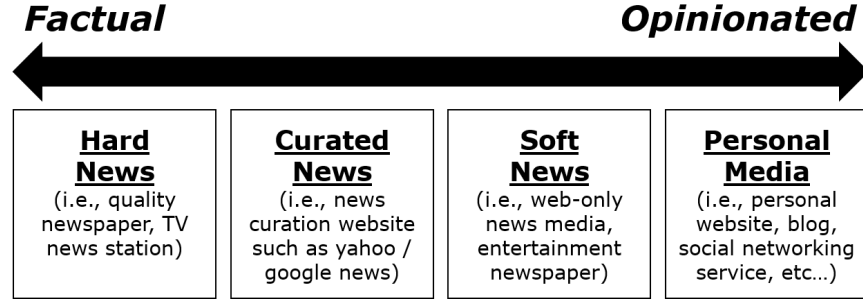 Factual
Opinionated
Hard
News
(i.e., quality
newspaper, TV
news station)
Curated
News
(i.e., news
curation website
such as yahoo /
google news)
Soft
News
(i.e., web-only
news media,
entertainment
newspaper)
Personal
Media
(i.e., personal
website, blog,
social networking
service, etc...)